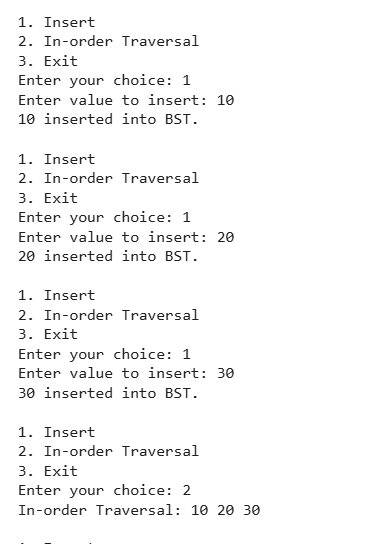 1. Insert
2. In-order Traversal
3. Exit
Enter your choice: 1
Enter value to insert: 10
10 inserted into BST.
1. Insert
2. In-order Traversal
3. Exit
Enter your choice: 1
Enter value to insert: 20
20 inserted into BST.
1. Insert
2. In-order Traversal
3. Exit
Enter your choice: 1
Enter value to insert: 30
30 inserted into BST.
1. Insert
2. In-order Traversal
3. Exit
Enter your choice: 2
In-order Traversal: 10 20 30